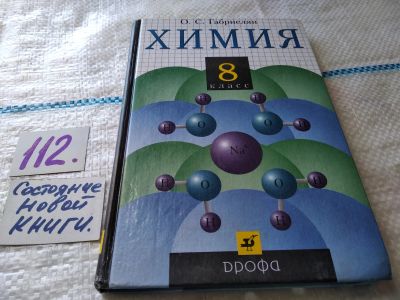 О. С. Габриелян
ХИМИЯ
8
класс
H
H
O
O
H
H
Na⁺
H
O
O
H
H
H
дрофа
112.
Состояние
новой
книги.